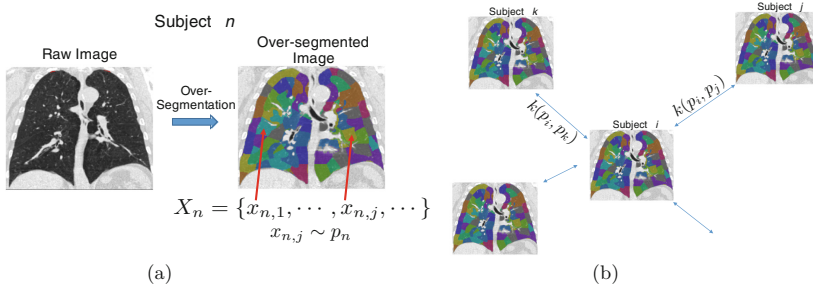 Subject n
Raw Image
Over-segmented
Image
Over-
Segmentation
X_n = {x_{n,1}, ⋯ , x_{n,j}, ⋯}
x_{n,j} ∼ p_n
(a)
Subject k
Subject j
k(p_i, p_k)
k(p_i, p_j)
Subject i
(b)